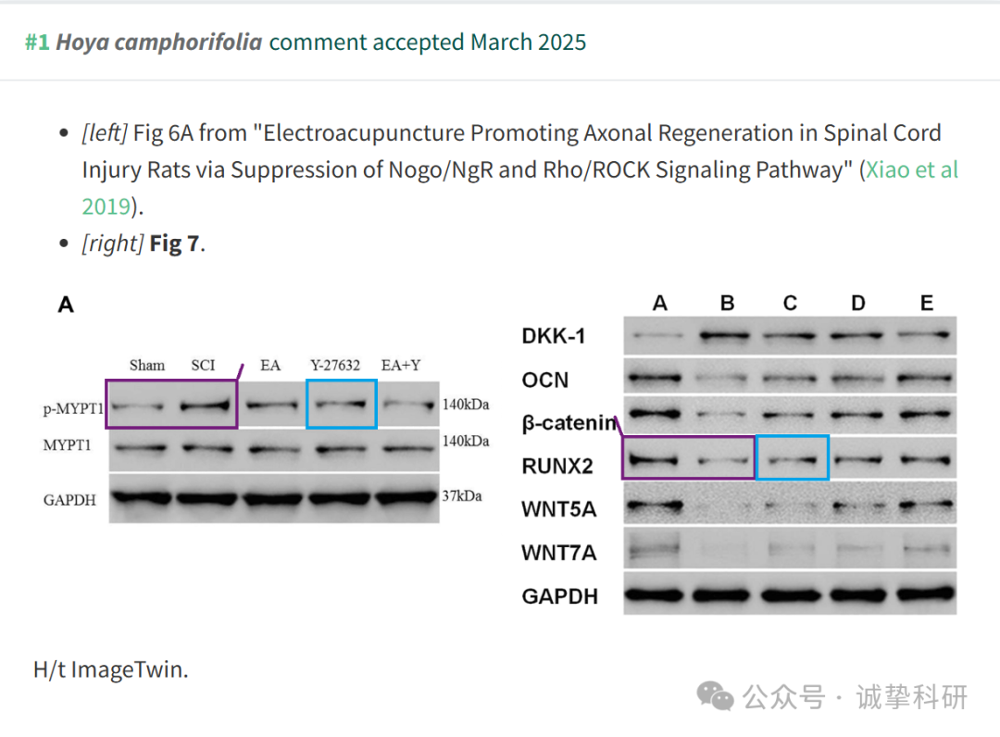 #1 Hoya camphorifolia comment accepted March 2025
• [left] Fig 6A from "Electroacupuncture Promoting Axonal Regeneration in Spinal Cord
Injury Rats via Suppression of Nogo/NgR and Rho/ROCK Signaling Pathway" (Xiao et al
2019).
• [right] Fig 7.
A
Sham SCI EA Y-27632 EA+Y
p-MYPT1 140kDa
MYPT1 140kDa
GAPDH 37kDa
A B C D E
DKK-1
OCN
β-catenin
RUNX2
WNT5A
WNT7A
GAPDH
H/t ImageTwin.
公众号 · 诚挚科研